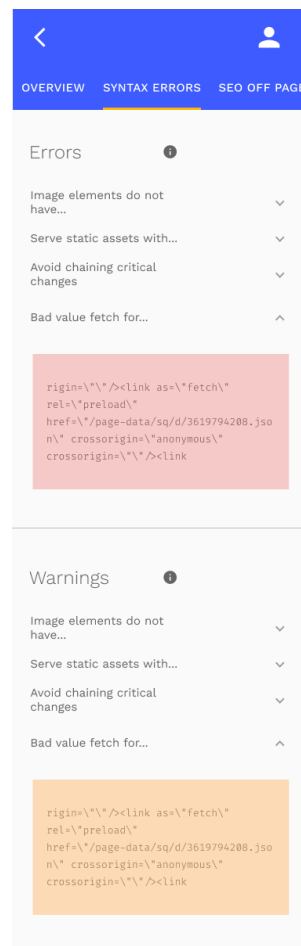 OVERVIEW SYNTAX ERRORS SEO OFF PAGE
Errors
Image elements do not
have...
Serve static assets with...
Avoid chaining critical
changes
Bad value fetch for...
rigin=\"\"/><link as=\"fetch\"
rel=\"preload\"
href=\"/page-data/sq/d/3619794208.jso
n\" crossorigin=\"anonymous\"
crossorigin=\"\"/><link
Warnings
Image elements do not
have...
Serve static assets with...
Avoid chaining critical
changes
Bad value fetch for...
rigin=\"\"/><link as=\"fetch\"
rel=\"preload\"
href=\"/page-data/sq/d/3619794208.jso
n\" crossorigin=\"anonymous\"
crossorigin=\"\"/><link